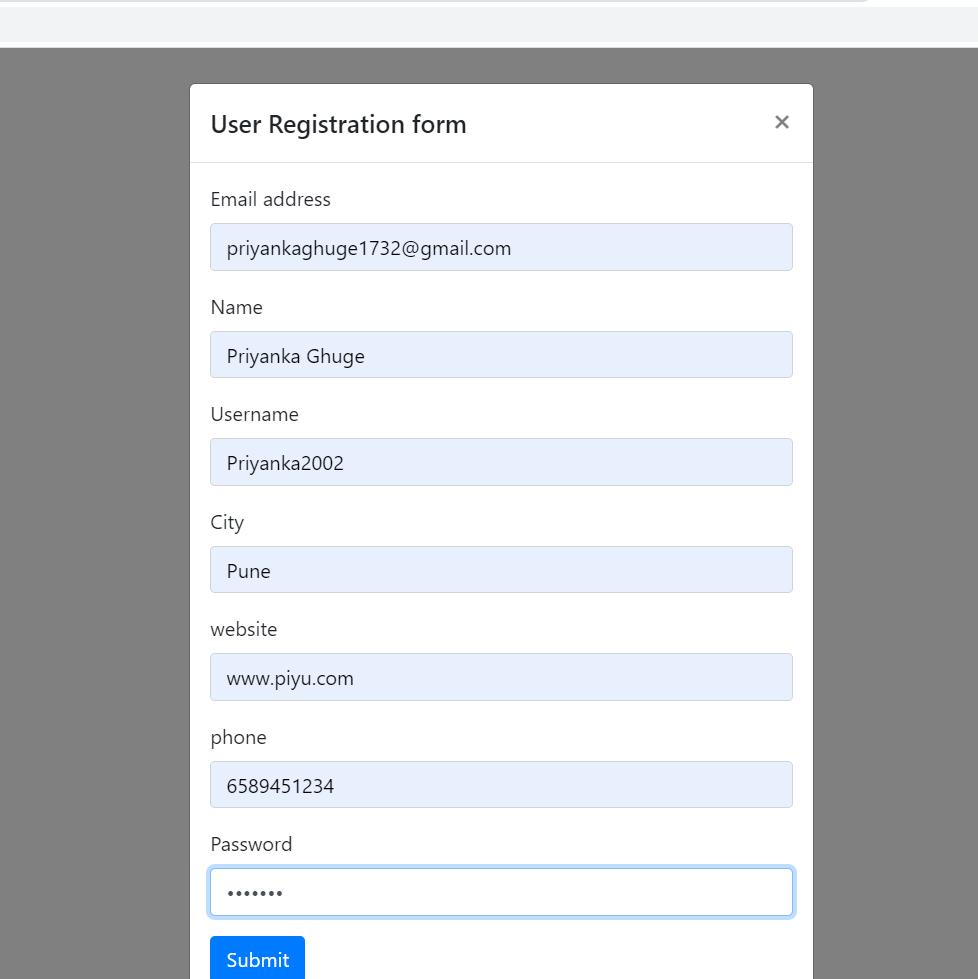 User Registration form
×
Email address
priyankaghuge1732@gmail.com
Name
Priyanka Ghuge
Username
Priyanka2002
City
Pune
website
www.piyu.com
phone
6589451234
Password
•••••••
Submit